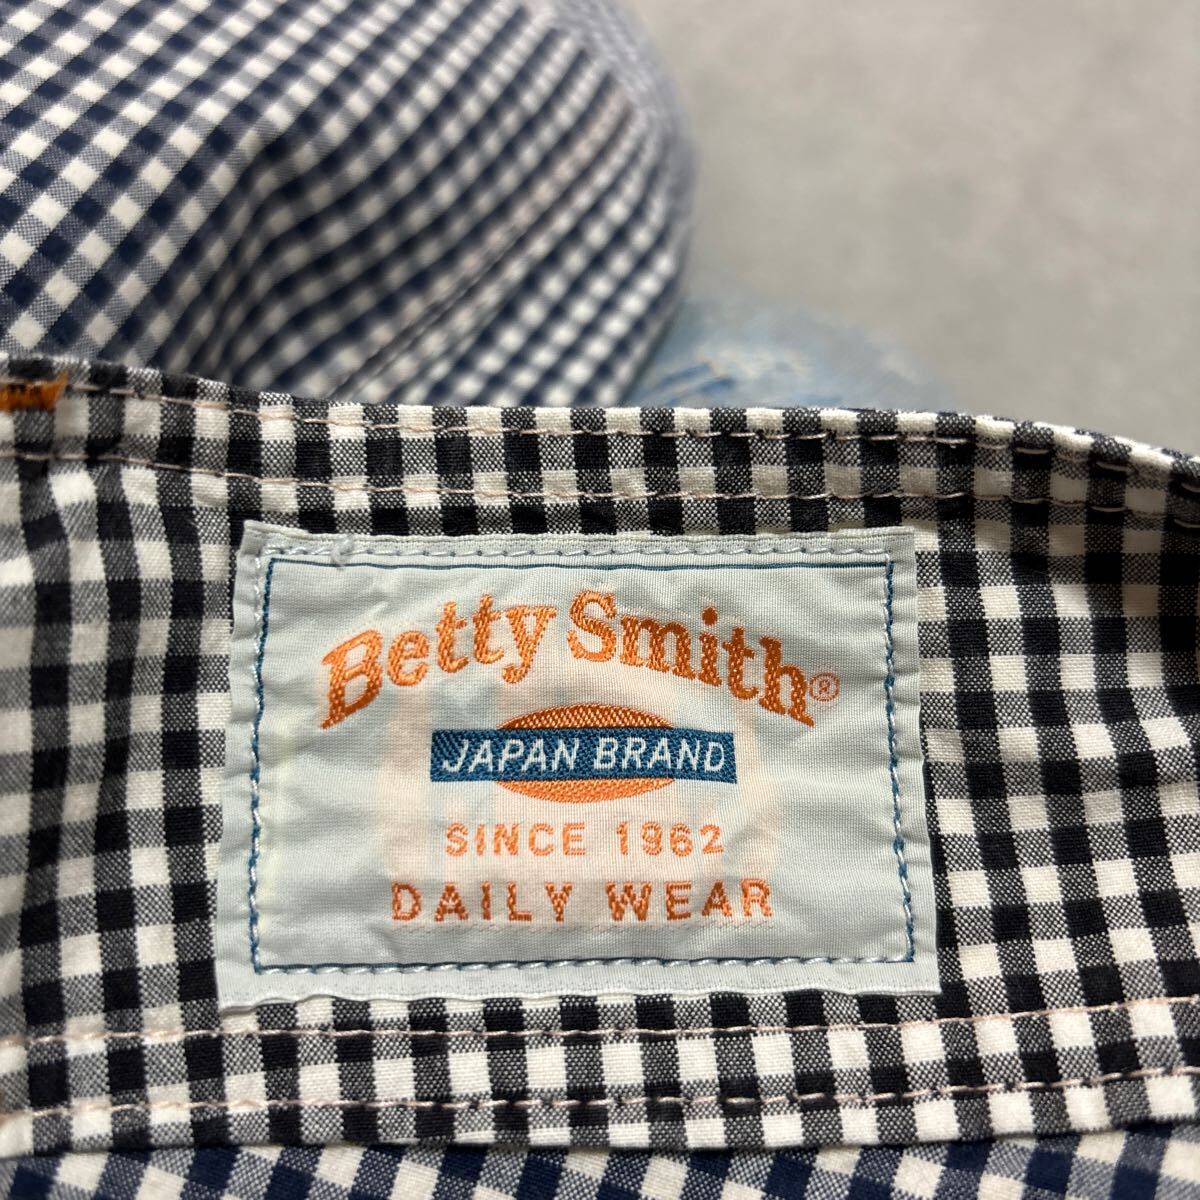 Betty Smith®
JAPAN BRAND
SINCE 1962
DAILY WEAR